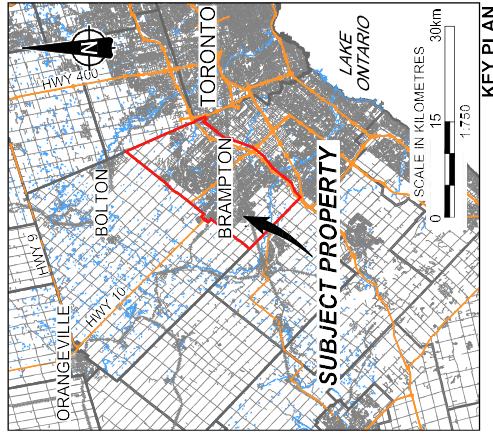 HWY 400
N
TORONTO
LAKE
ONTARIO
BOLTON
BRAMPTON
HWY 9
HWY 10
ORANGEVILLE
SUBJECT PROPERTY
SCALE IN KILOMETRES
0 15 30km
1:750
KEY PLAN